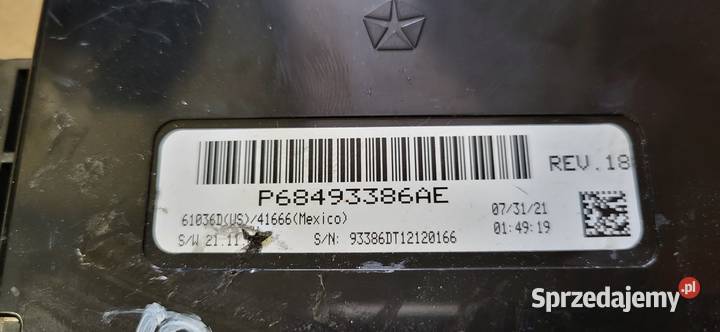 P68493386AE
REV.18
61036D(US)/41666(Mexico)
07/31/21
S/W 21.11
S/N: 93386DT12120166
01:49:19
Sprzedajemy.pl